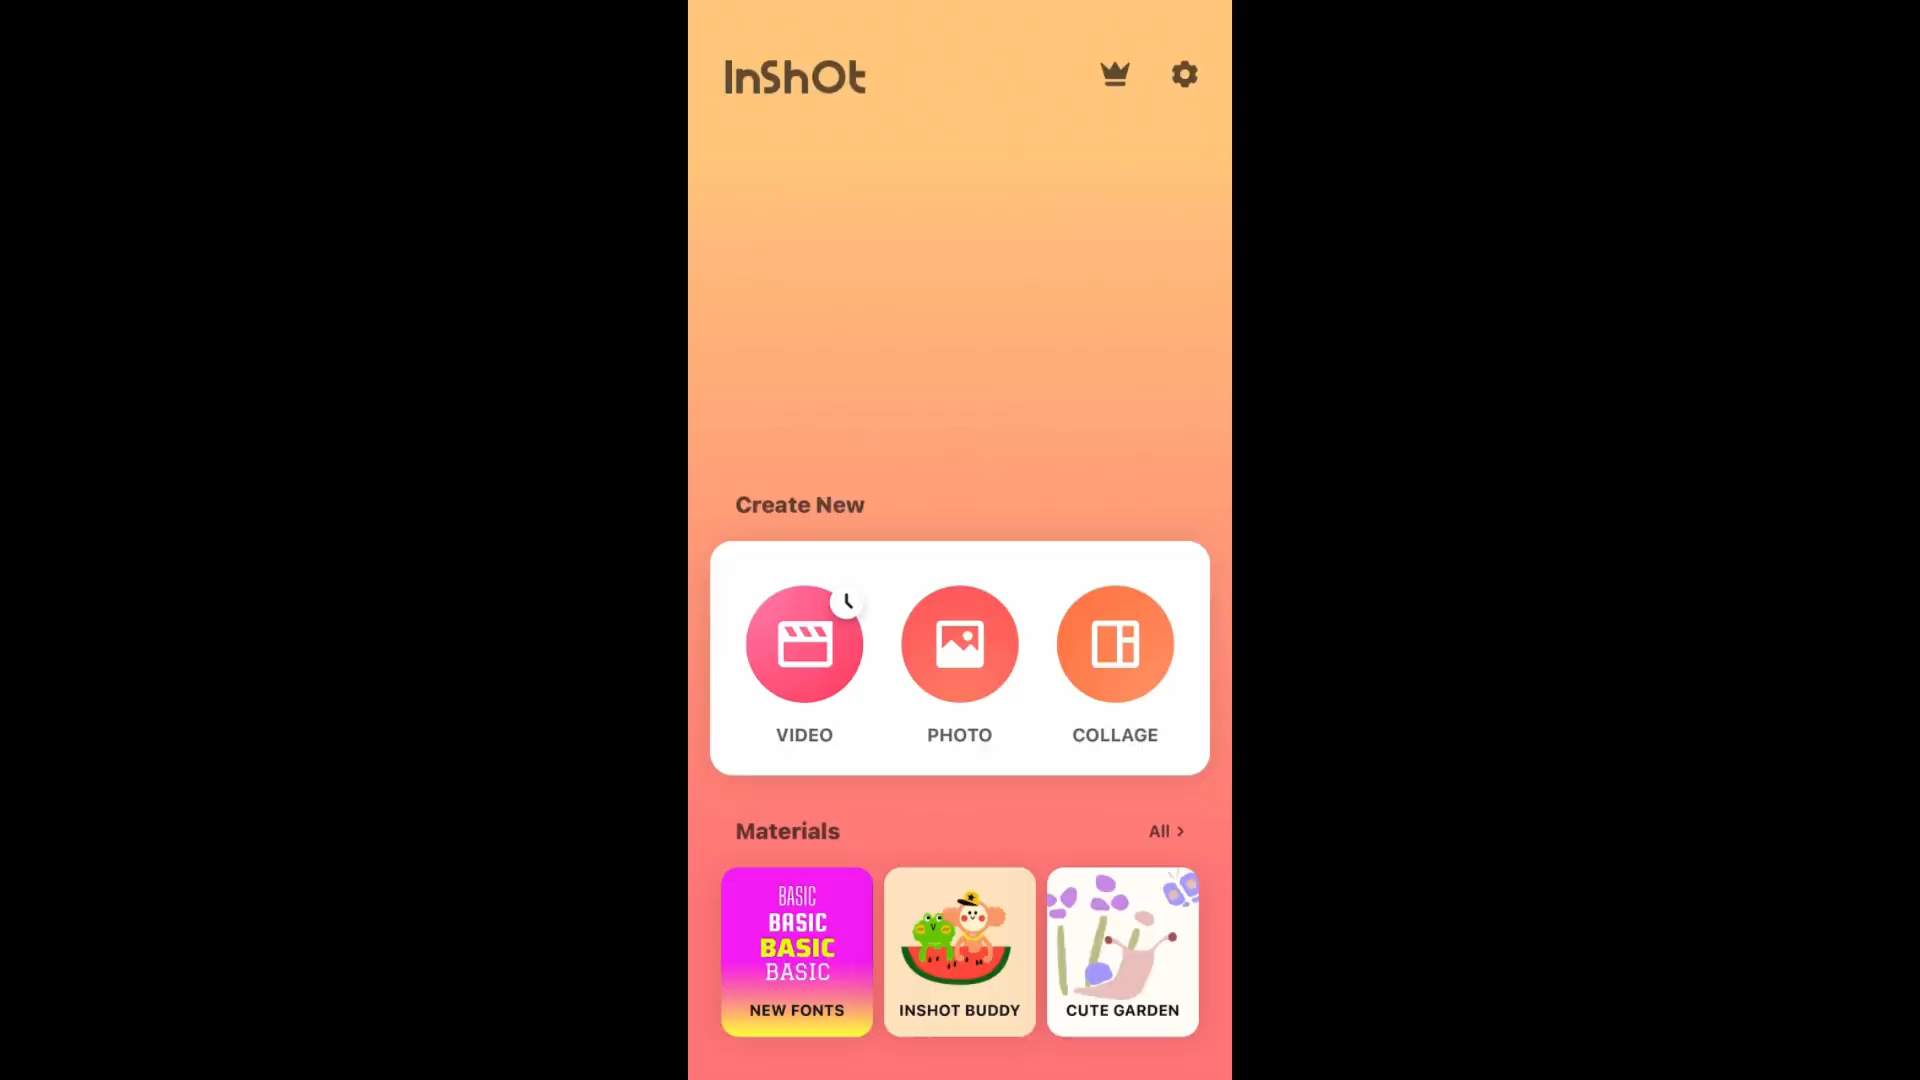 InShOt
Create New
VIDEO
PHOTO
COLLAGE
Materials
All >
BASIC
BASIC
BASIC
BASIC
NEW FONTS
INSHOT BUDDY
CUTE GARDEN